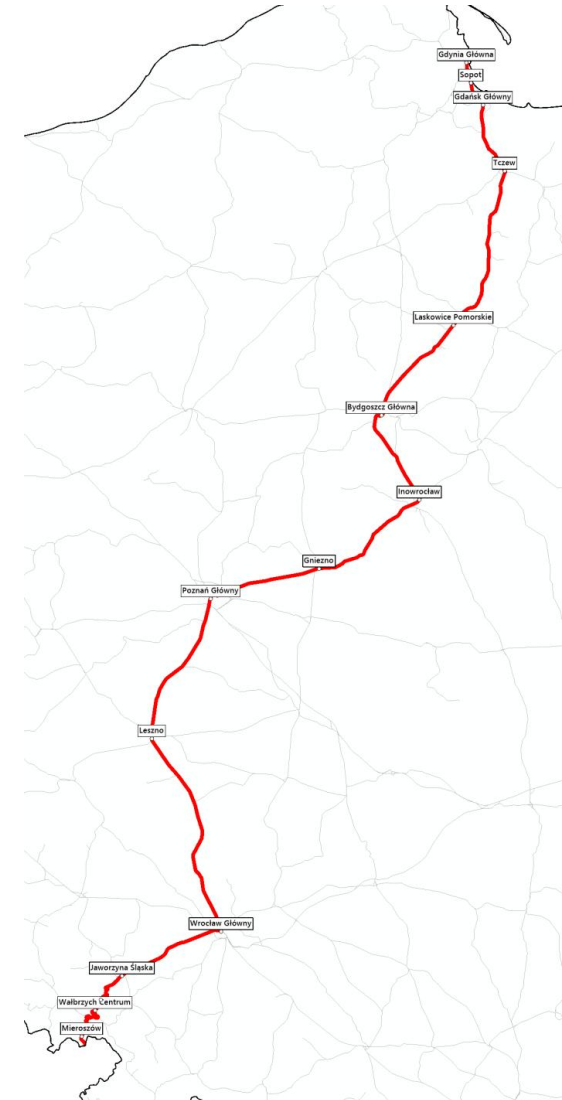 Gdynia Główna
Sopot
Gdańsk Główny
Tczew
Laskowice Pomorskie
Bydgoszcz Główna
Inowrocław
Gniezno
Poznań Główny
Leszno
Wrocław Główny
Jaworzyna Śląska
Wałbrzych Centrum
Mieroszów